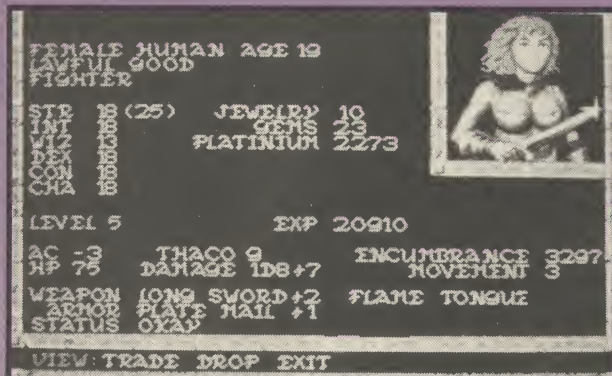 FEMALE HUMAN AGE 19
LAWFUL GOOD
FIGHTER
STR 18(25) JEWELRY 10
INT 18 GEMS 23
WIZ 13 PLATINIUM 2273
DEX 18
CON 18
CHA 18
LEVEL 5 EXP 20910
AC -3 THACO 9 ENCUMBRANCE 3297
HP 75 DAMAGE 1D8+7 MOVEMENT 3
WEAPON LONG SWORD+2 FLAME TONGUE
ARMOR PLATE MAIL +1
STATUS OKAY
VIEW:TRADE DROP EXIT